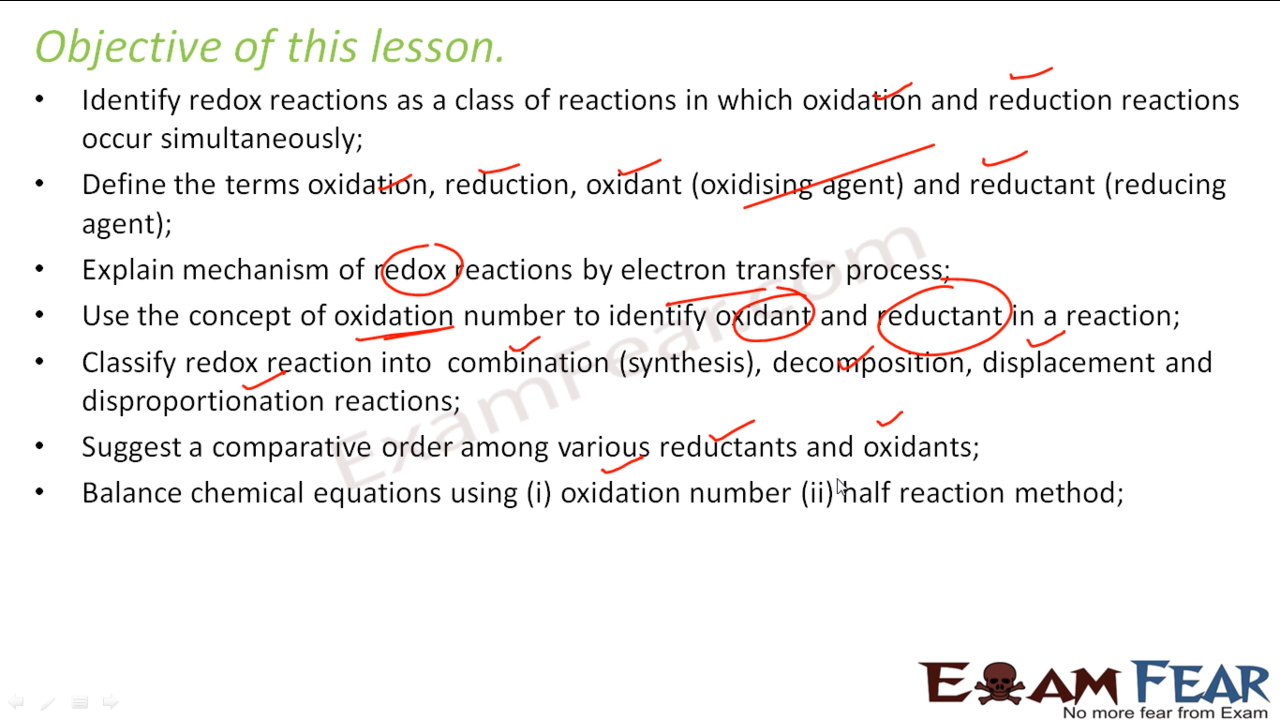 Objective of this lesson.
• Identify redox reactions as a class of reactions in which oxidation and reduction reactions
occur simultaneously;
• Define the terms oxidation, reduction, oxidant (oxidising agent) and reductant (reducing
agent);
• Explain mechanism of redox reactions by electron transfer process;
• Use the concept of oxidation number to identify oxidant and reductant in a reaction;
• Classify redox reaction into combination (synthesis), decomposition, displacement and
disproportionation reactions;
• Suggest a comparative order among various reductants and oxidants;
• Balance chemical equations using (i) oxidation number (ii) half reaction method;
ExamFear.com
EXAM FEAR
No more fear from Exam